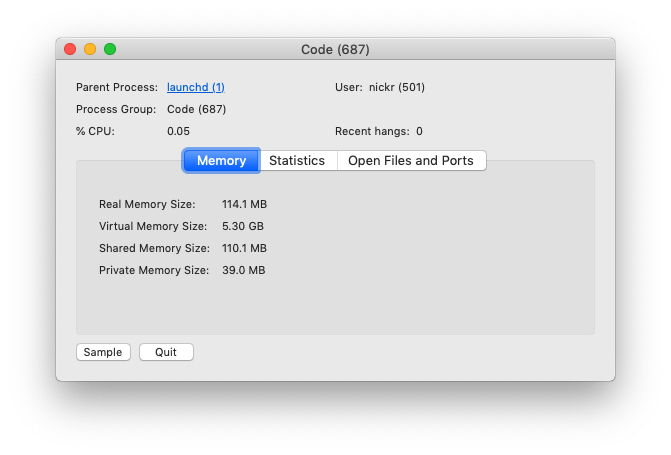 Code (687)
Parent Process: launchd (1) User: nickr (501)
Process Group: Code (687)
% CPU: 0.05 Recent hangs: 0
Memory Statistics Open Files and Ports
Real Memory Size: 114.1 MB
Virtual Memory Size: 5.30 GB
Shared Memory Size: 110.1 MB
Private Memory Size: 39.0 MB
Sample Quit